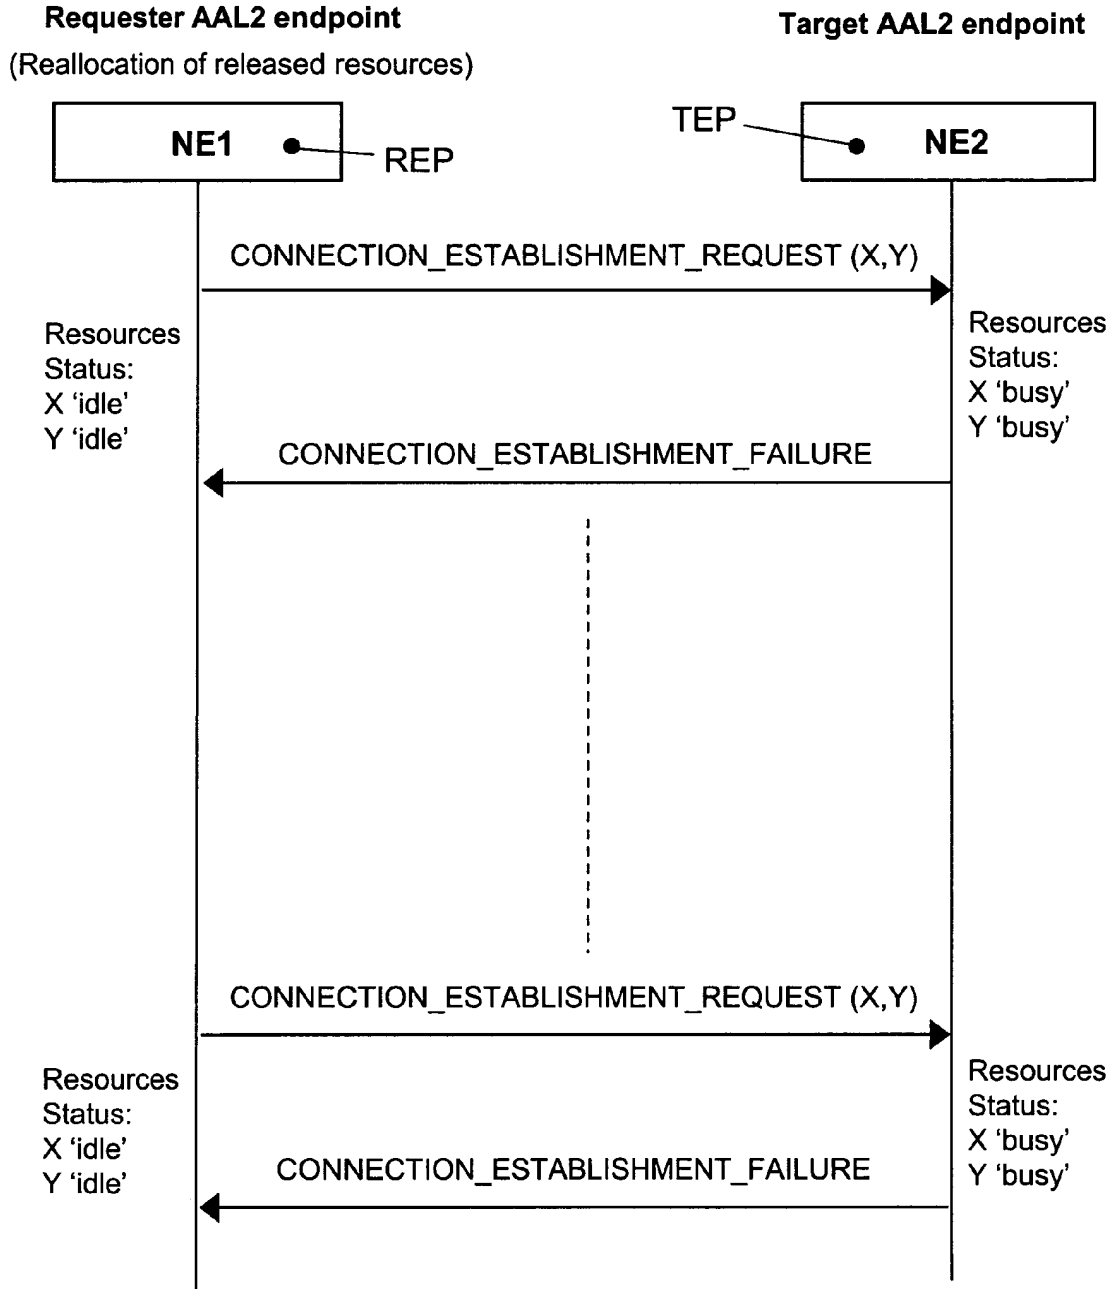 Requester AAL2 endpoint
Target AAL2 endpoint
(Reallocation of released resources)
NE1
REP
TEP
NE2
CONNECTION_ESTABLISHMENT_REQUEST (X,Y)
Resources
Status:
X ‘idle’
Y ‘idle’
Resources
Status:
X ‘busy’
Y ‘busy’
CONNECTION_ESTABLISHMENT_FAILURE
CONNECTION_ESTABLISHMENT_REQUEST (X,Y)
Resources
Status:
X ‘idle’
Y ‘idle’
Resources
Status:
X ‘busy’
Y ‘busy’
CONNECTION_ESTABLISHMENT_FAILURE